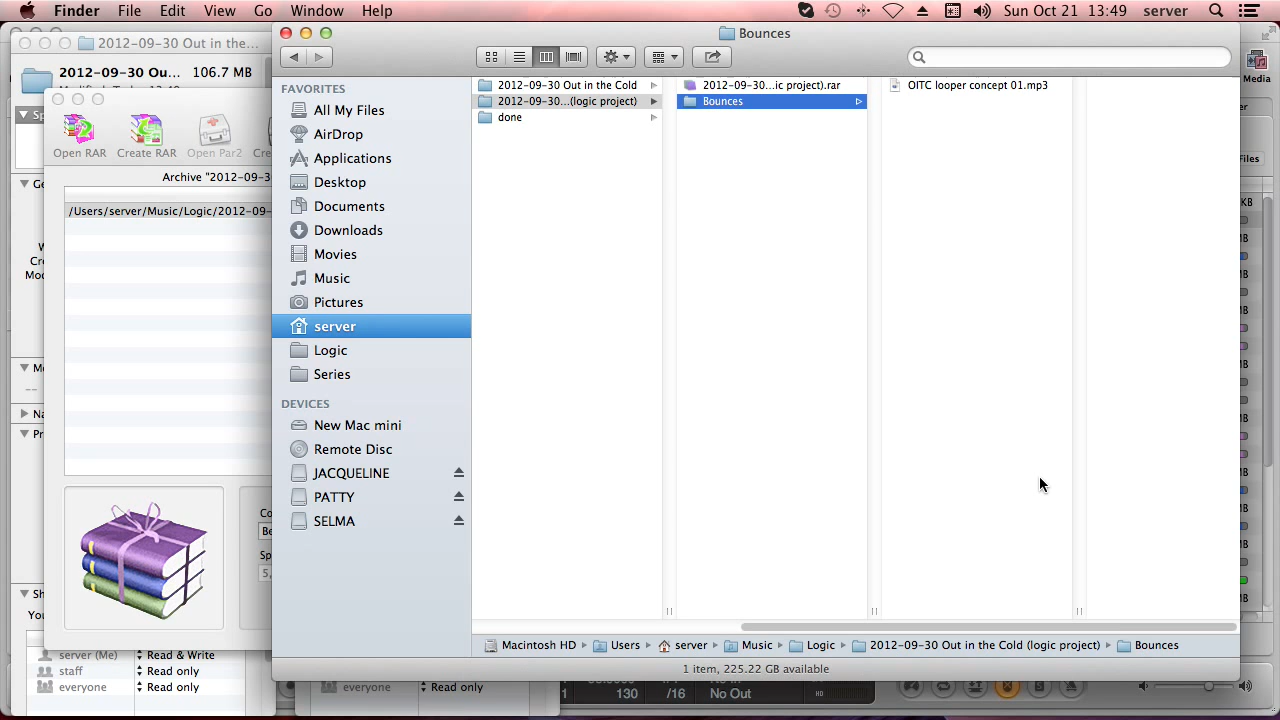 Finder File Edit View Go Window Help
Sun Oct 21 13:49 server
2012-09-30 Out in the...
Bounces
2012-09-30 Ou... 106.7 MB
Media
Open RAR
Create RAR
Open Par2
Archive "2012-09-3
/Users/server/Music/Logic/2012-09-
FAVORITES
All My Files
AirDrop
Applications
Desktop
Documents
Downloads
Movies
Music
Pictures
server
Logic
Series
DEVICES
New Mac mini
Remote Disc
JACQUELINE
PATTY
SELMA
2012-09-30 Out in the Cold
2012-09-30...(logic project)
done
2012-09-30...ic project).rar
Bounces
OITC looper concept 01.mp3
Files
KB
Macintosh HD Users server Music Logic 2012-09-30 Out in the Cold (logic project) Bounces
1 item, 225.22 GB available
server (Me) Read & Write
staff Read only
everyone Read only
everyone Read only
1 130 /16 No Out HD